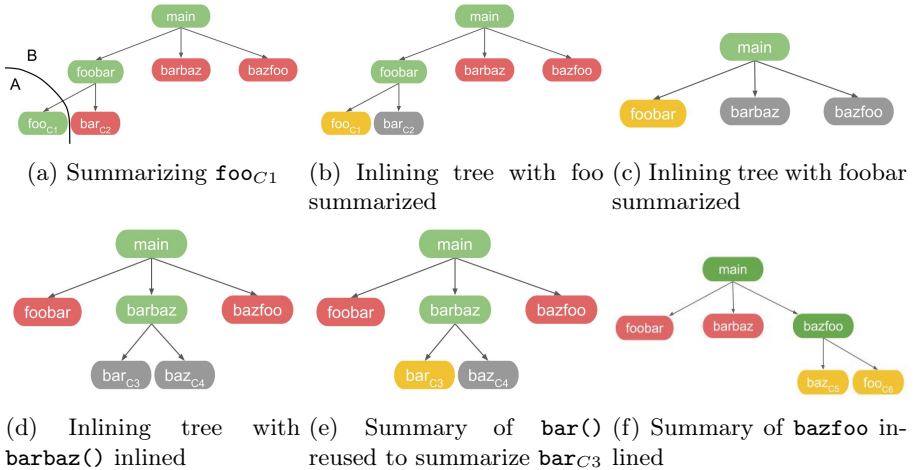 main
B
A
foobar
barbaz
bazfoo
foo_C1
bar_C2
(a) Summarizing foo_C1
main
foobar
barbaz
bazfoo
foo_C1
bar_C2
(b) Inlining tree with foo
summarized
main
foobar
barbaz
bazfoo
(c) Inlining tree with foobar
summarized
main
foobar
barbaz
bazfoo
bar_C3
baz_C4
(d) Inlining tree with
barbaz() inlined
main
foobar
barbaz
bazfoo
bar_C3
baz_C4
(e) Summary of bar()
reused to summarize bar_C3
main
foobar
barbaz
bazfoo
baz_C5
foo_C6
(f) Summary of bazfoo in-
lined